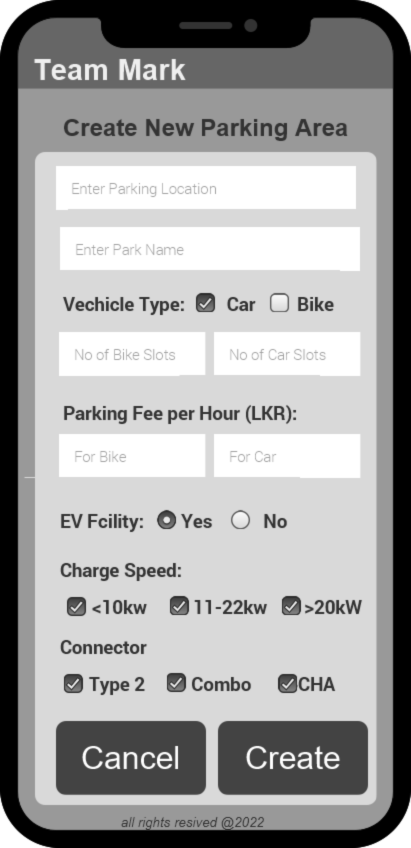 Team Mark
Create New Parking Area
Enter Parking Location
Enter Park Name
Vechicle Type: Car Bike
No of Bike Slots No of Car Slots
Parking Fee per Hour (LKR):
For Bike For Car
EV Fcility: Yes No
Charge Speed:
<10kw 11-22kw >20kW
Connector
Type 2 Combo CHA
Cancel Create
all rights resived @2022